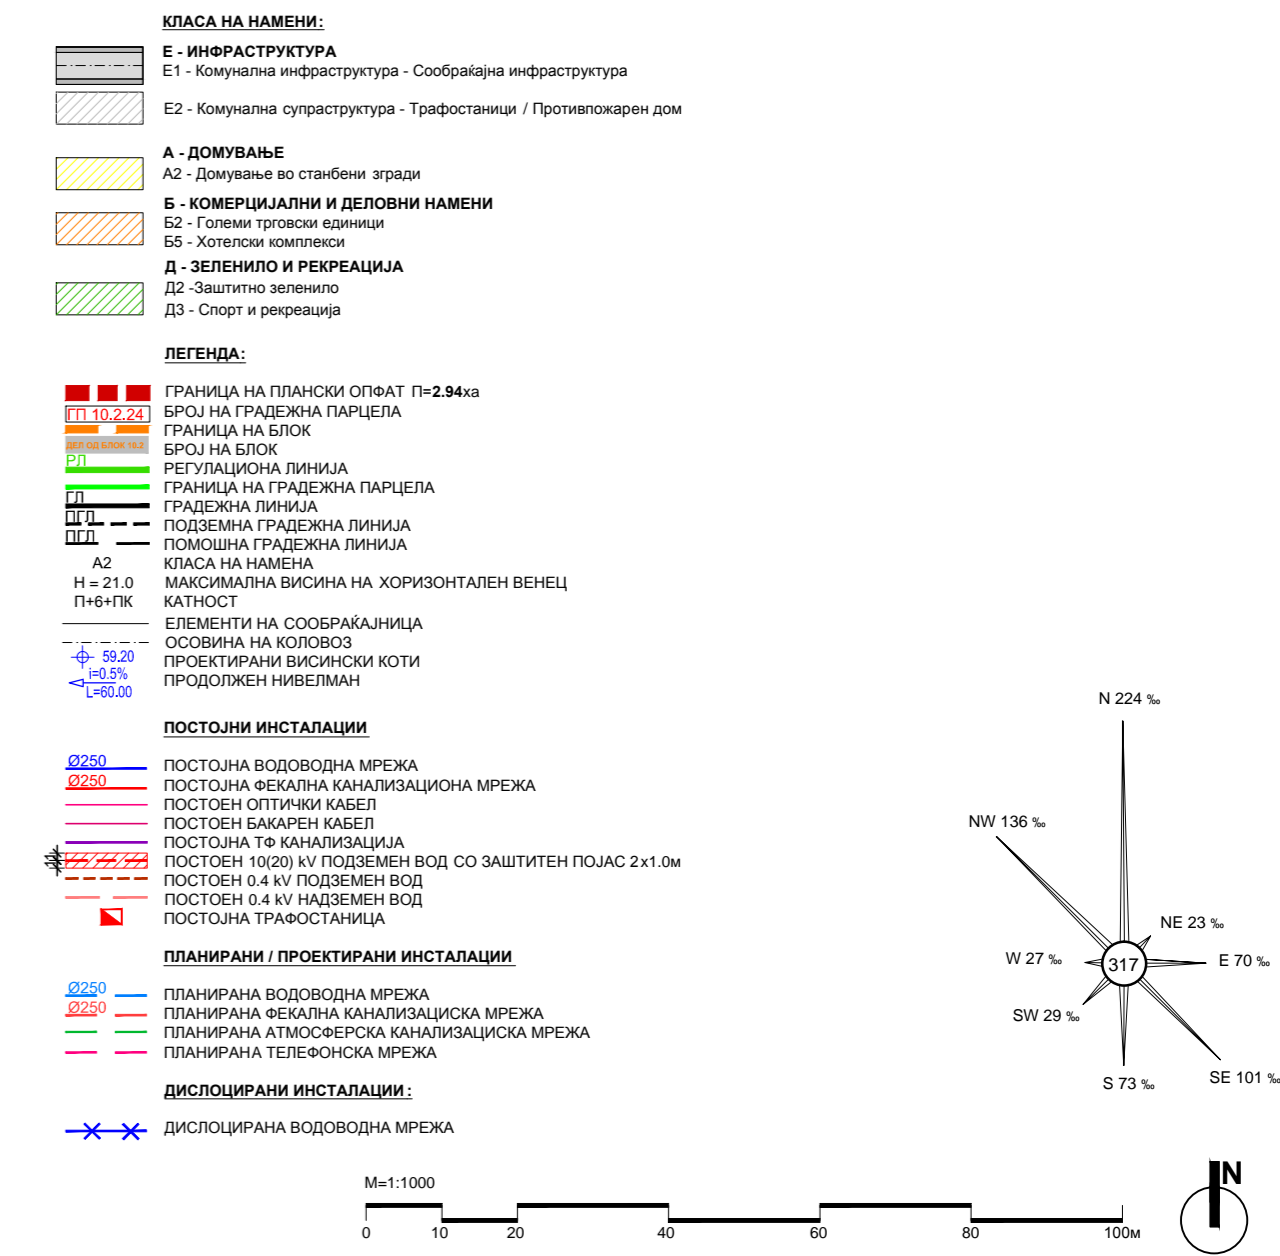 КЛАСА НА НАМЕНИ:
Е - ИНФРАСТРУКТУРА
Е1 - Комунална инфраструктура - Сообраќајна инфраструктура
Е2 - Комунална супраструктура - Трафостаници / Противпожарен дом
А - ДОМУВАЊЕ
А2 - Домување во станбени згради
Б - КОМЕРЦИЈАЛНИ И ДЕЛОВНИ НАМЕНИ
Б2 - Големи трговски единици
Б5 - Хотелски комплекси
Д - ЗЕЛЕНИЛО И РЕКРЕАЦИЈА
Д2 -Заштитно зеленило
Д3 - Спорт и рекреација
ЛЕГЕНДА:
ГРАНИЦА НА ПЛАНСКИ ОПФАТ П=2.94ха
ГП 10.2.24 БРОЈ НА ГРАДЕЖНА ПАРЦЕЛА
ГРАНИЦА НА БЛОК
ДЕЛ ОД БЛОК 10.2 БРОЈ НА БЛОК
РЛ РЕГУЛАЦИОНА ЛИНИЈА
ГРАНИЦА НА ГРАДЕЖНА ПАРЦЕЛА
ГЛ ГРАДЕЖНА ЛИНИЈА
ПГЛ ПОДЗЕМНА ГРАДЕЖНА ЛИНИЈА
ПГЛ ПОМОШНА ГРАДЕЖНА ЛИНИЈА
А2 КЛАСА НА НАМЕНА
Н = 21.0 МАКСИМАЛНА ВИСИНА НА ХОРИЗОНТАЛЕН ВЕНЕЦ
П+6+ПК КАТНОСТ
ЕЛЕМЕНТИ НА СООБРАЌАЈНИЦА
ОСОВИНА НА КОЛОВОЗ
59.20 ПРОЕКТИРАНИ ВИСИНСКИ КОТИ
i=0.5% ПРОДОЛЖЕН НИВЕЛМАН
L=60.00
ПОСТОЈНИ ИНСТАЛАЦИИ
Ø250 ПОСТОЈНА ВОДОВОДНА МРЕЖА
Ø250 ПОСТОЈНА ФЕКАЛНА КАНАЛИЗАЦИОНА МРЕЖА
ПОСТОЕН ОПТИЧКИ КАБЕЛ
ПОСТОЕН БАКАРЕН КАБЕЛ
ПОСТОЈНА ТФ КАНАЛИЗАЦИЈА
ПОСТОЕН 10(20) kV ПОДЗЕМЕН ВОД СО ЗАШТИТЕН ПОЈАС 2x1.0м
ПОСТОЕН 0.4 kV ПОДЗЕМЕН ВОД
ПОСТОЕН 0.4 kV НАДЗЕМЕН ВОД
ПОСТОЈНА ТРАФОСТАНИЦА
ПЛАНИРАНИ / ПРОЕКТИРАНИ ИНСТАЛАЦИИ
Ø250 ПЛАНИРАНА ВОДОВОДНА МРЕЖА
Ø250 ПЛАНИРАНА ФЕКАЛНА КАНАЛИЗАЦИСКА МРЕЖА
ПЛАНИРАНА АТМОСФЕРСКА КАНАЛИЗАЦИСКА МРЕЖА
ПЛАНИРАНА ТЕЛЕФОНСКА МРЕЖА
ДИСЛОЦИРАНИ ИНСТАЛАЦИИ:
ДИСЛОЦИРАНА ВОДОВОДНА МРЕЖА
N 224 ‰
NW 136 ‰
NE 23 ‰
W 27 ‰
317
E 70 ‰
SW 29 ‰
S 73 ‰
SE 101 ‰
М=1:1000
0 10 20 40 60 80 100м
N